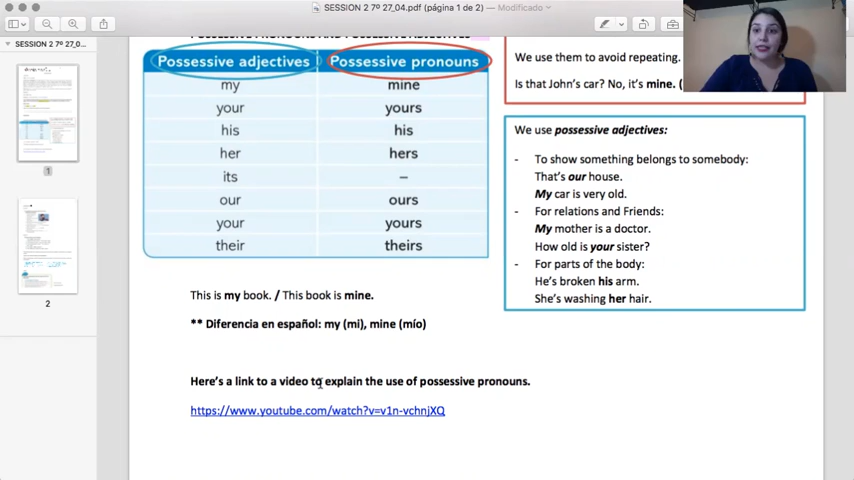 SESSION 2 7º 27_04.pdf (página 1 de 2) — Modificado
SESSION 2 7º 27_0...
1
2
POSSESSIVE PRONOUNS AND POSSESSIVE ADJECTIVES
Possessive adjectives Possessive pronouns
my mine
your yours
his his
her hers
its –
our ours
your yours
their theirs
We use them to avoid repeating.
Is that John's car? No, it's mine. (
We use possessive adjectives:
- To show something belongs to somebody:
That's our house.
My car is very old.
- For relations and Friends:
My mother is a doctor.
How old is your sister?
- For parts of the body:
He's broken his arm.
She's washing her hair.
This is my book. / This book is mine.
** Diferencia en español: my (mi), mine (mío)
Here's a link to a video to explain the use of possessive pronouns.
https://www.youtube.com/watch?v=v1n-vchnjXQ